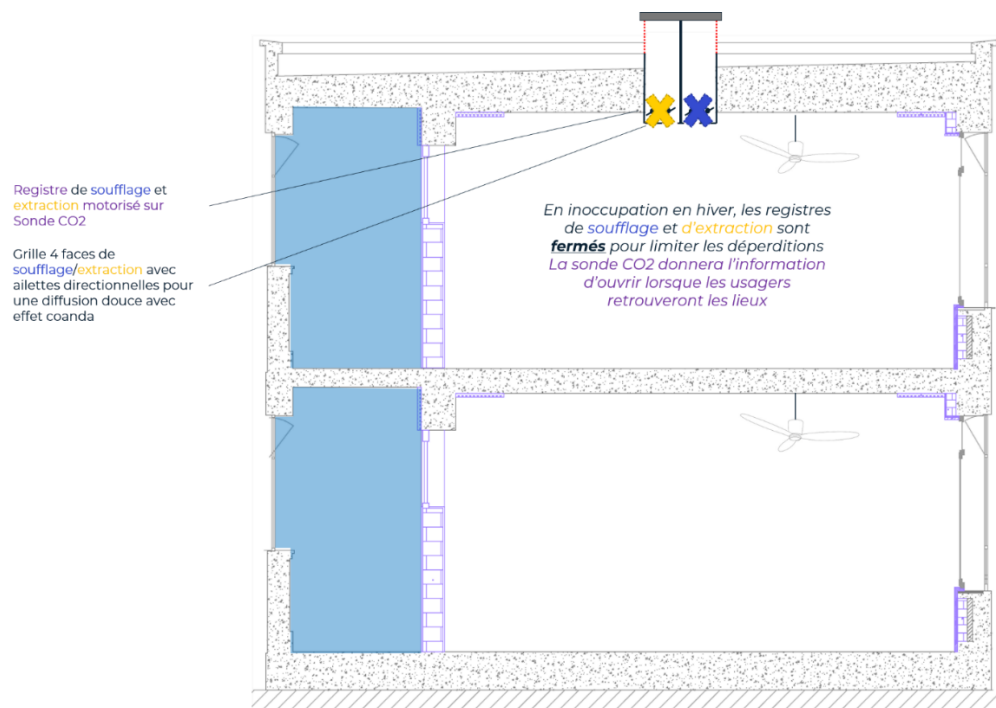 Registre de soufflage et
extraction motorisé sur
Sonde CO2
Grille 4 faces de
soufflage/extraction avec
ailettes directionnelles pour
une diffusion douce avec
effet coanda
En inoccupation en hiver, les registres
de soufflage et d'extraction sont
fermés pour limiter les déperditions
La sonde CO2 donnera l'information
d'ouvrir lorsque les usagers
retrouveront les lieux